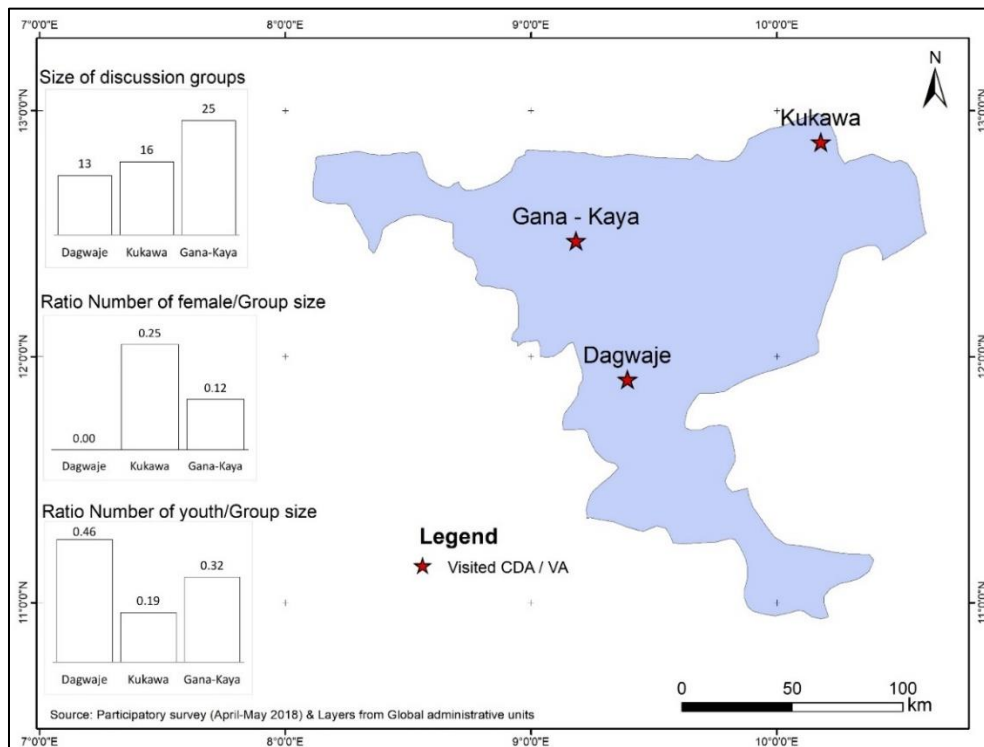 7°0'0"E 8°0'0"E 9°0'0"E 10°0'0"E
Size of discussion groups
13 16 25
Dagwaje Kukawa Gana-Kaya
Ratio Number of female/Group size
0.00 0.25 0.12
Dagwaje Kukawa Gana-Kaya
Ratio Number of youth/Group size
0.46 0.19 0.32
Dagwaje Kukawa Gana-Kaya
Source: Participatory survey (April-May 2018) & Layers from Global administrative units
N
Kukawa
Gana - Kaya
Dagwaje
Legend
Visited CDA / VA
0 50 100
km
13°0'0"N
12°0'0"N
11°0'0"N
13°0'0"N
12°0'0"N
11°0'0"N
7°0'0"E 8°0'0"E 9°0'0"E 10°0'0"E